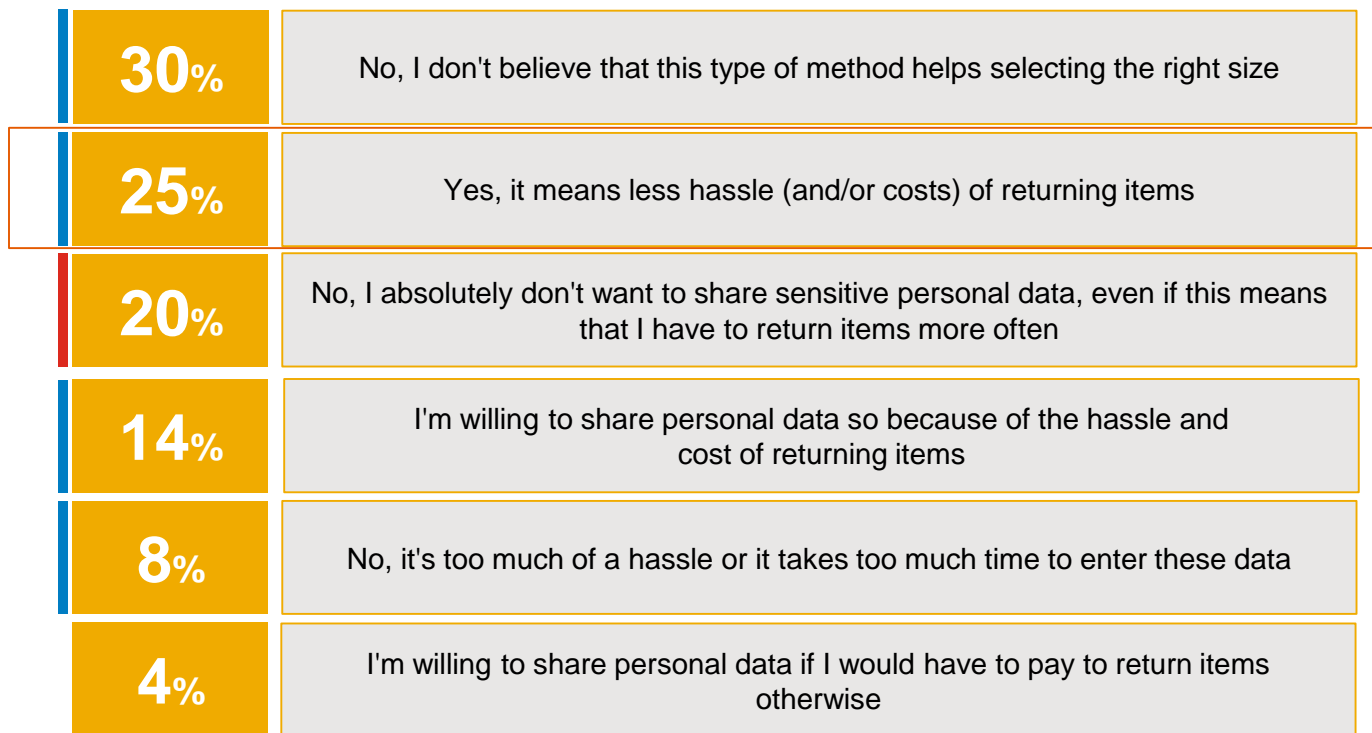 30%
No, I don't believe that this type of method helps selecting the right size
25%
Yes, it means less hassle (and/or costs) of returning items
20%
No, I absolutely don't want to share sensitive personal data, even if this means
that I have to return items more often
14%
I'm willing to share personal data so because of the hassle and
cost of returning items
8%
No, it's too much of a hassle or it takes too much time to enter these data
4%
I'm willing to share personal data if I would have to pay to return items
otherwise